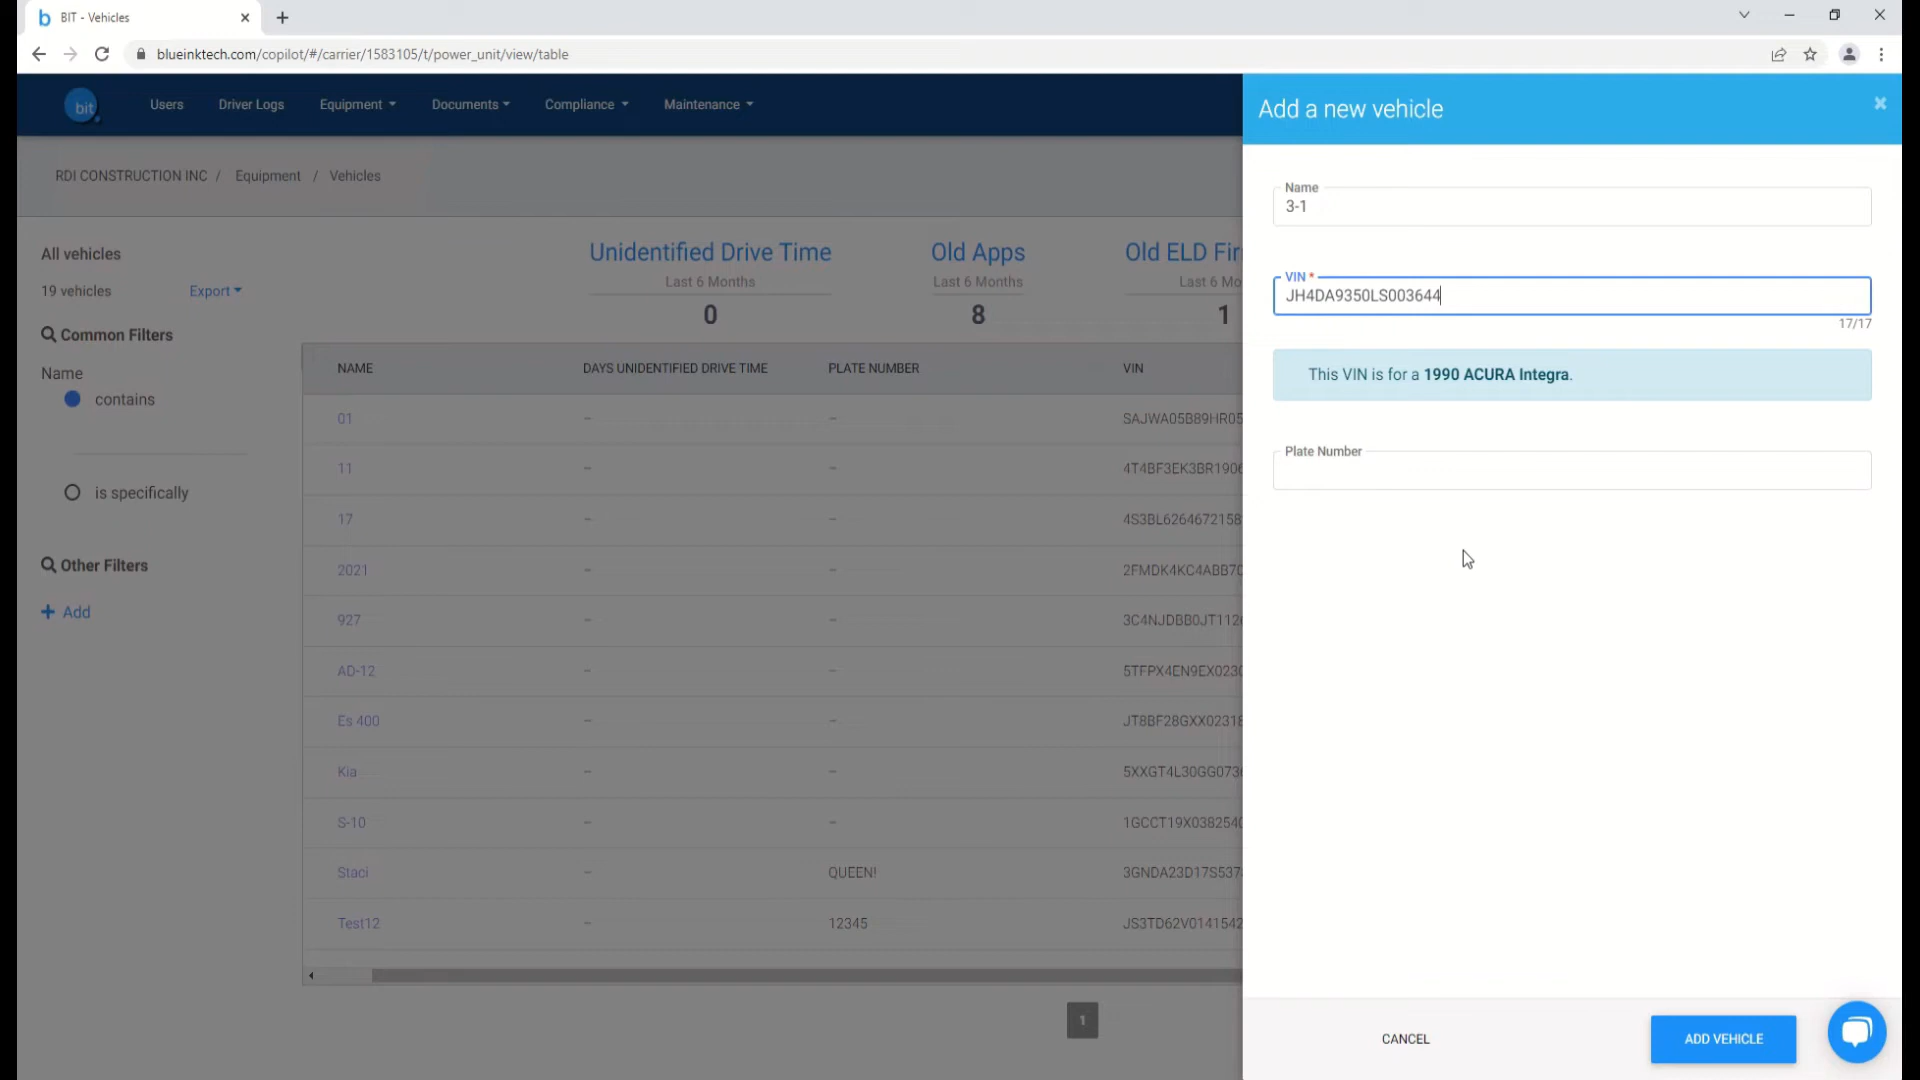 BIT - Vehicles
blueinktech.com/copilot/#/carrier/1583105/t/power_unit/view/table
bit
Users
Driver Logs
Equipment
Documents
Compliance
Maintenance
Add a new vehicle
RDI CONSTRUCTION INC / Equipment / Vehicles
Name
3-1
VIN *
JH4DA9350LS003644
17/17
This VIN is for a 1990 ACURA Integra.
Plate Number
All vehicles
19 vehicles
Export
Common Filters
Name
contains
is specifically
Other Filters
+ Add
Unidentified Drive Time
Last 6 Months
0
Old Apps
Last 6 Months
8
Old ELD Fir
Last 6 Mo
1
NAME DAYS UNIDENTIFIED DRIVE TIME PLATE NUMBER VIN
01 – – SAJWA05B89HR05
11 – – 4T4BF3EK3BR1906
17 – – 4S3BL6264672158
2021 – – 2FMDK4KC4ABB70
927 – – 3C4NJDBB0JT112
AD-12 – – 5TFPX4EN9EX0230
Es 400 – – JT8BF28GXX02318
Kia – – 5XXGT4L30GG073
S-10 – – 1GCCT19X0382540
Staci – QUEEN! 3GNDA23D17S537
Test12 – 12345 JS3TD62V0141542
1
CANCEL
ADD VEHICLE